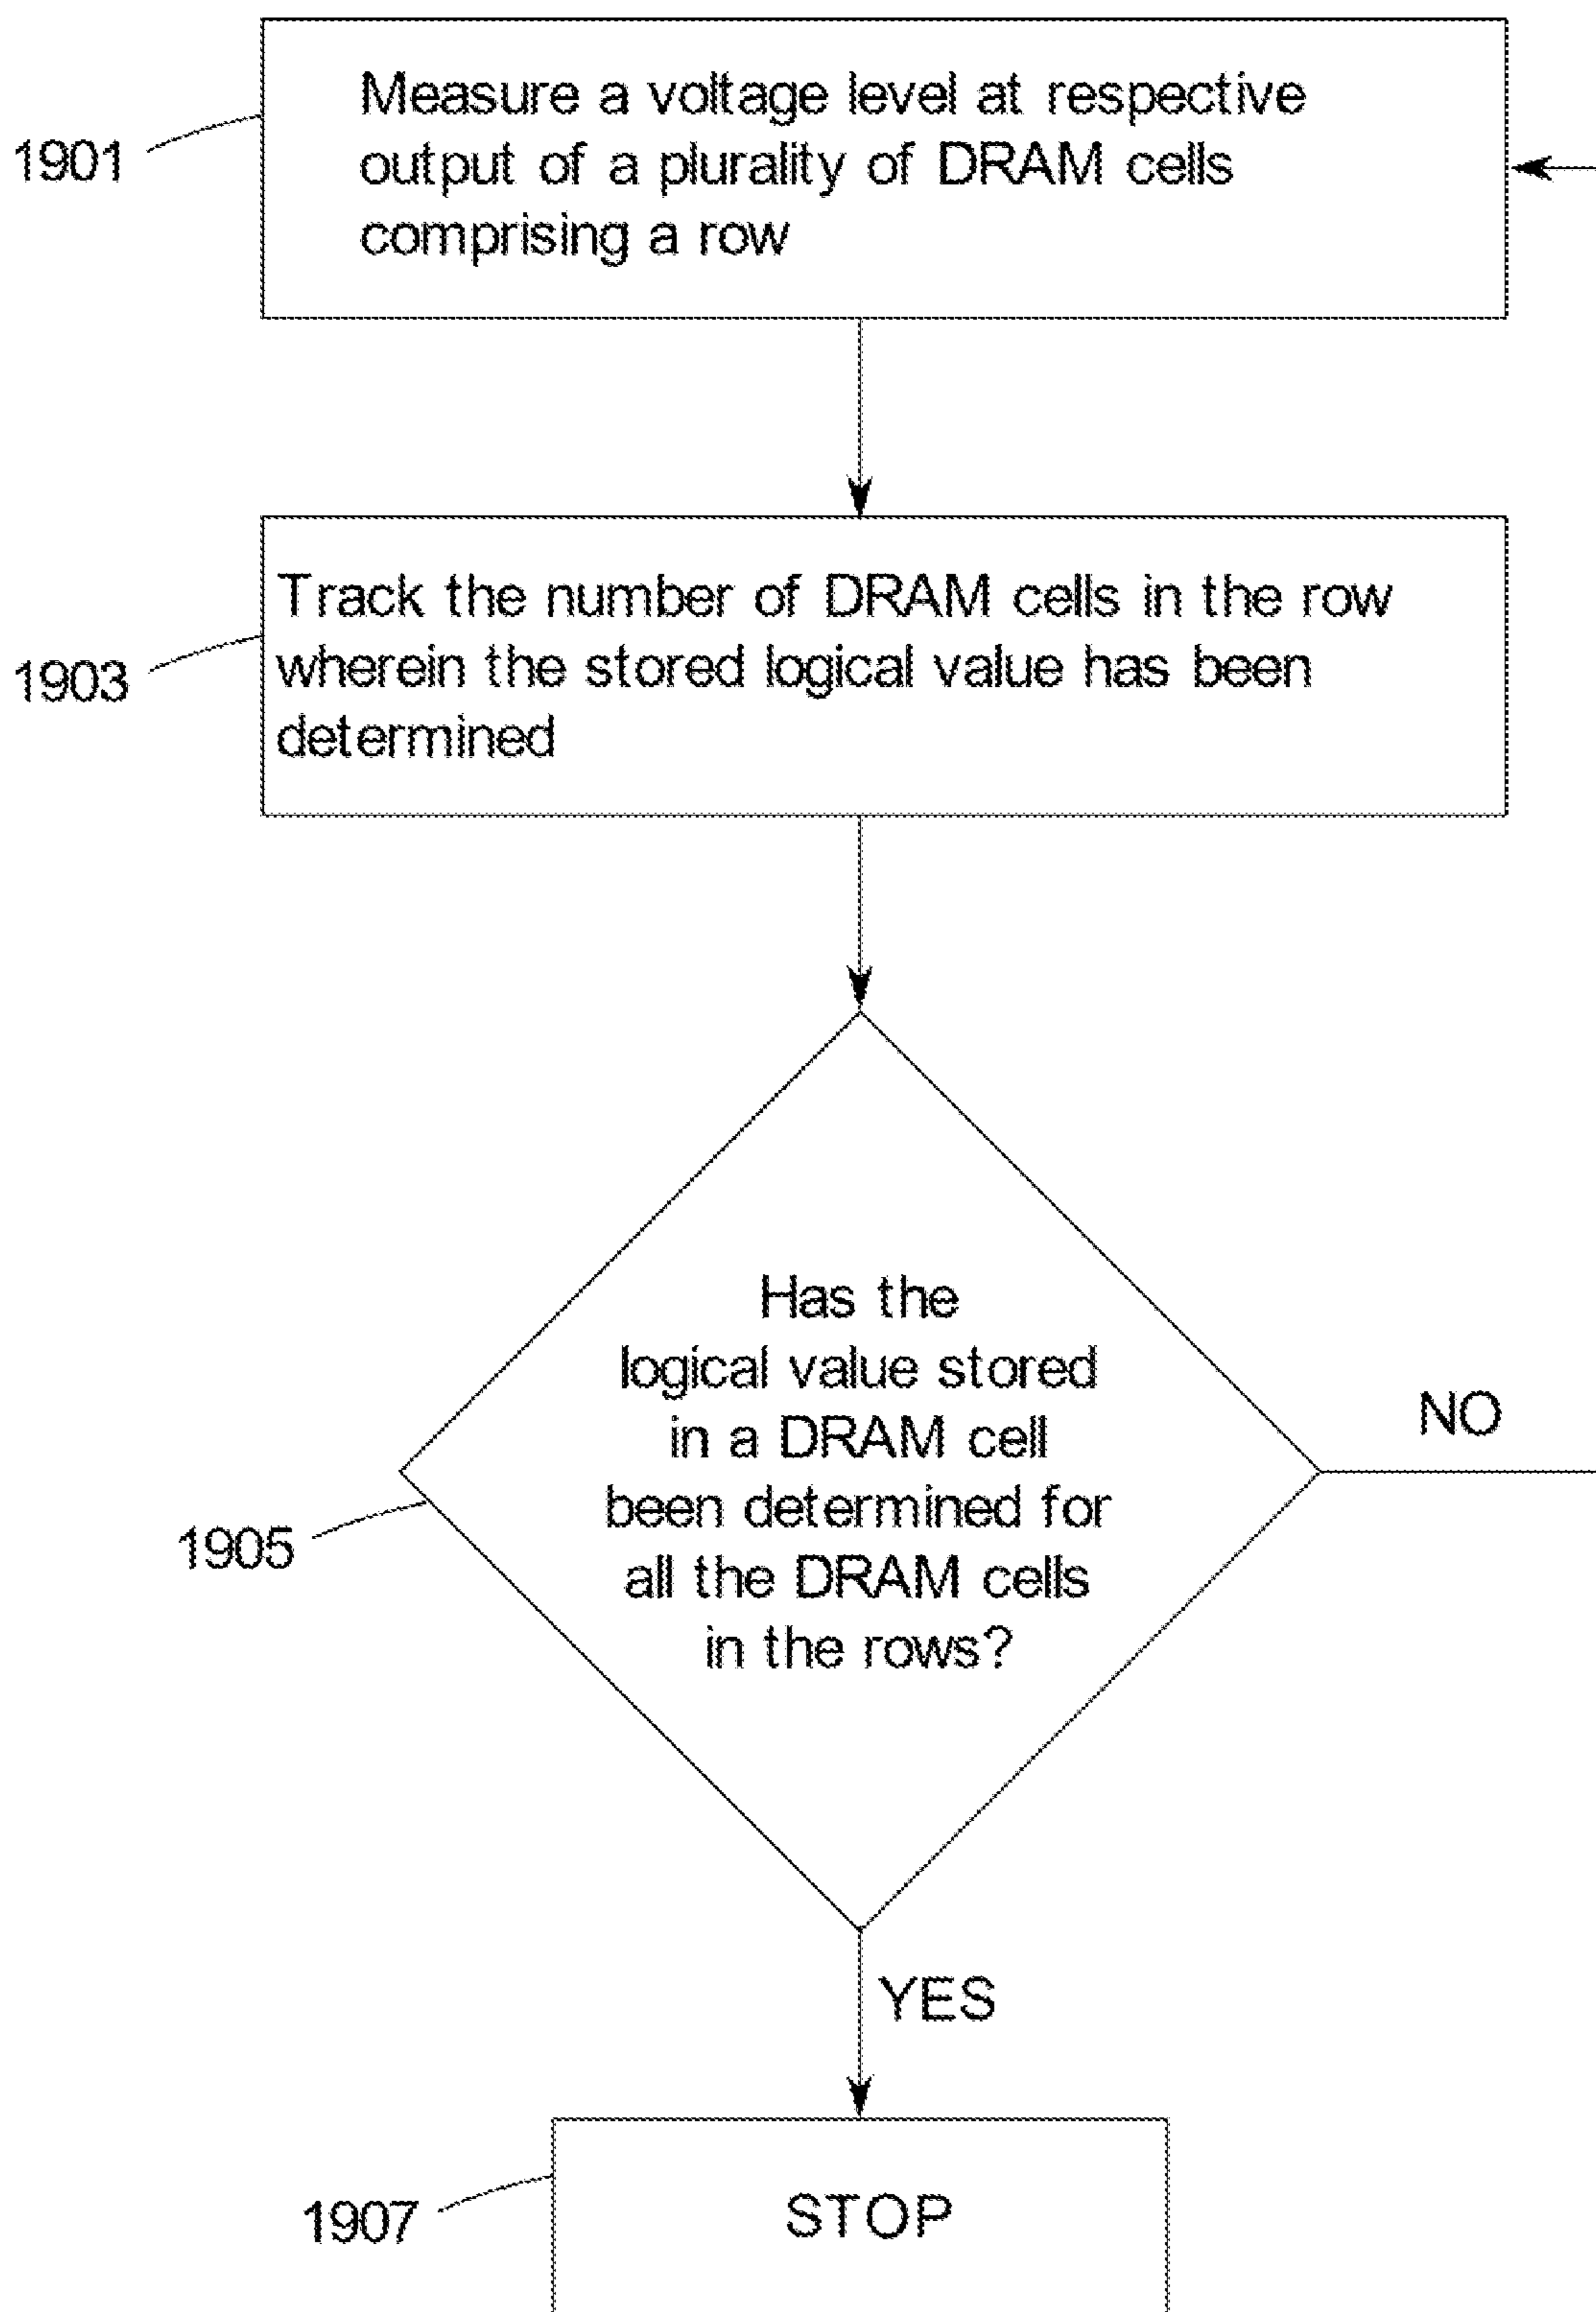 1901
Measure a voltage level at respective
output of a plurality of DRAM cells
comprising a row
1903
Track the number of DRAM cells in the row
wherein the stored logical value has been
determined
1905
Has the
logical value stored
in a DRAM cell
been determined for
all the DRAM cells
in the rows?
NO
YES
1907
STOP